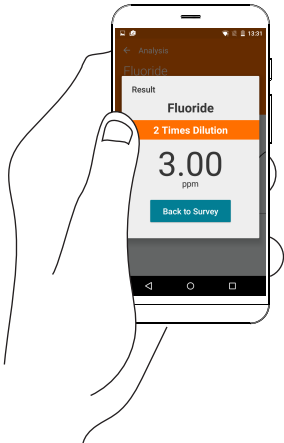 13:31
Analysis
Fluoride
Result
Fluoride
2 Times Dilution
3.00
ppm
Back to Survey